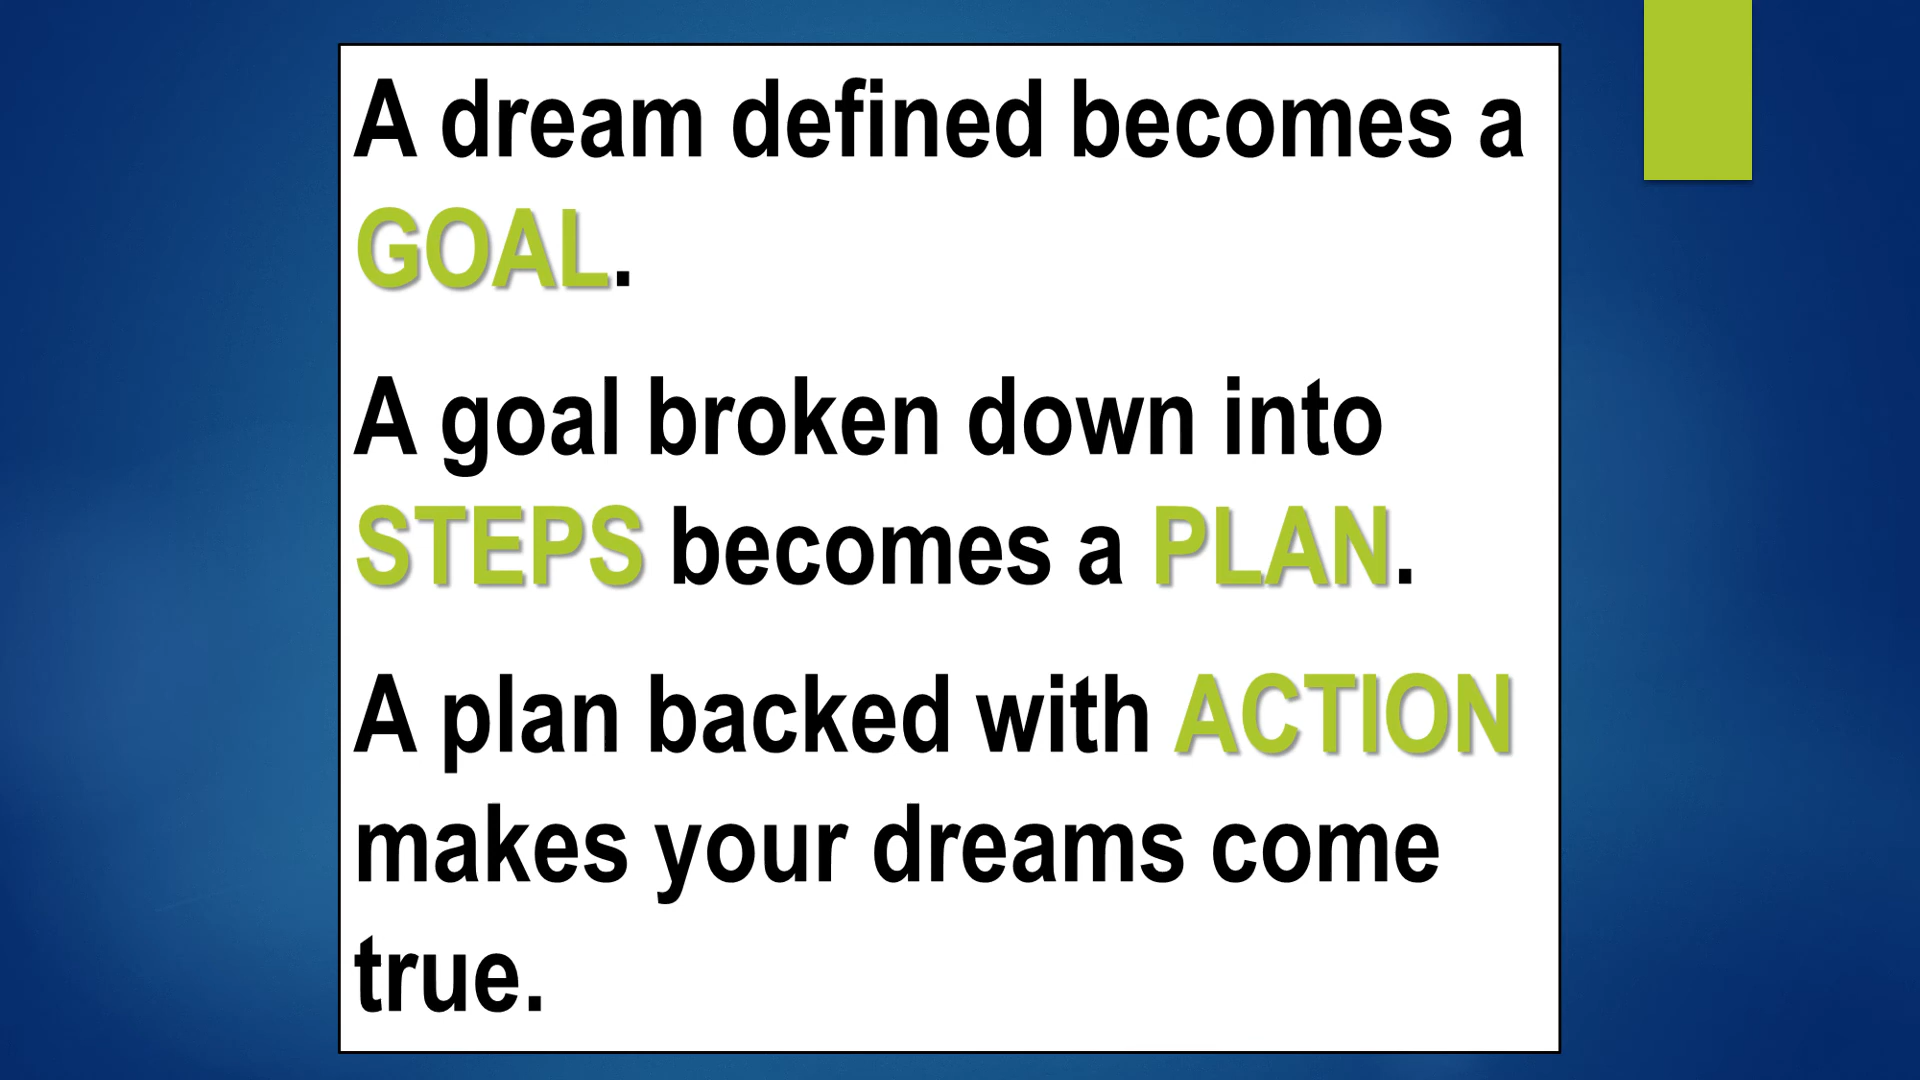 A dream defined becomes a
GOAL.
A goal broken down into
STEPS becomes a PLAN.
A plan backed with ACTION
makes your dreams come
true.